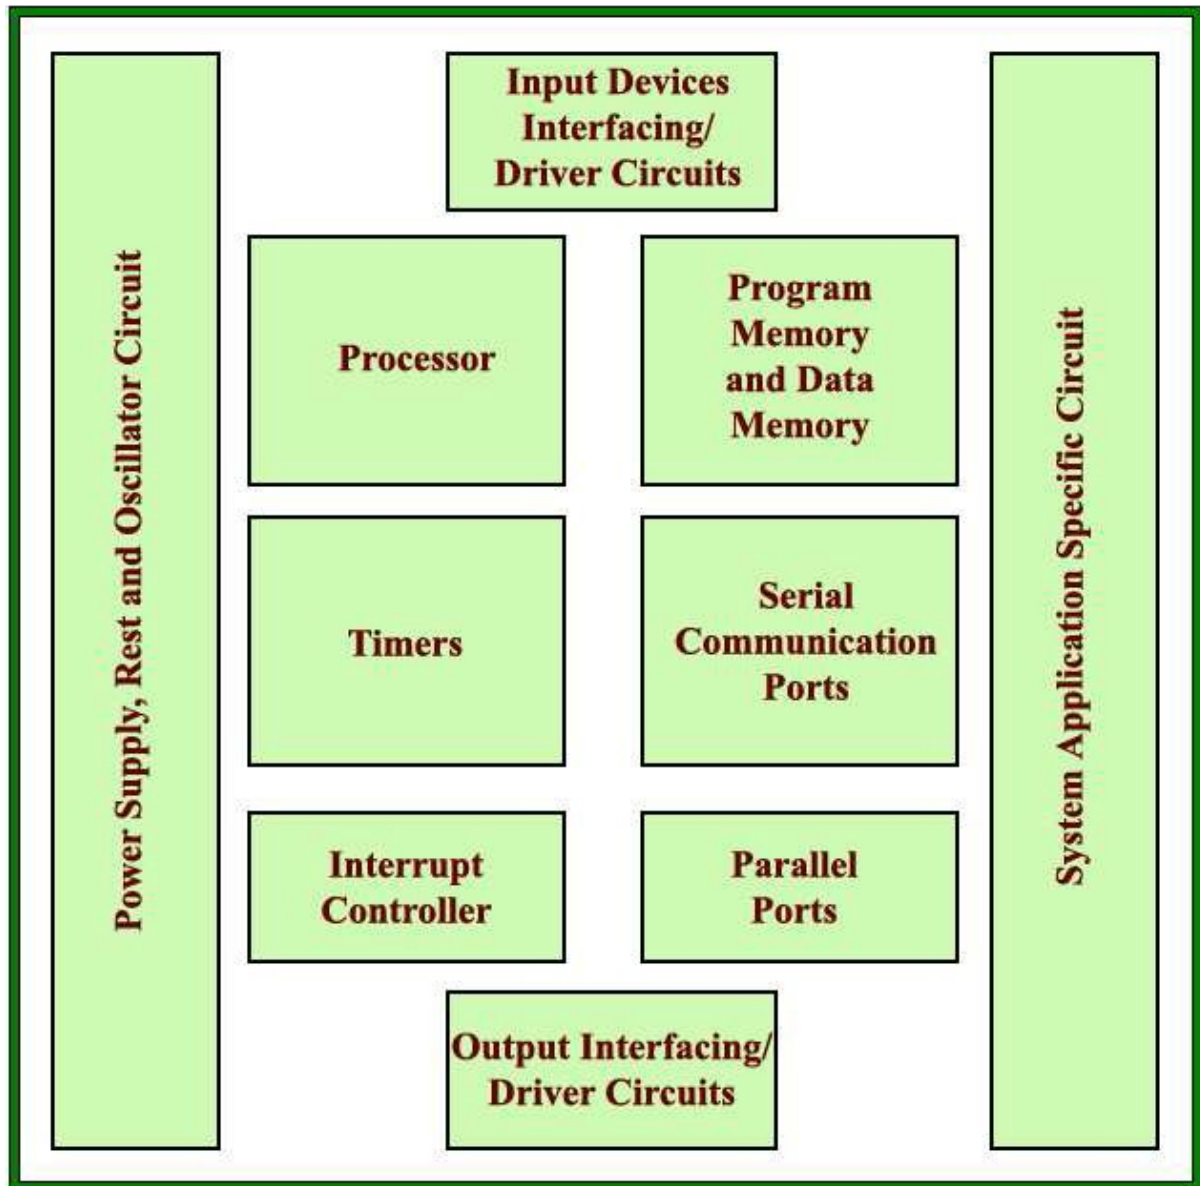 Input Devices
Interfacing/
Driver Circuits
Power Supply, Rest and Oscillator Circuit
Processor
Program
Memory
and Data
Memory
System Application Specific Circuit
Timers
Serial
Communication
Ports
Interrupt
Controller
Parallel
Ports
Output Interfacing/
Driver Circuits